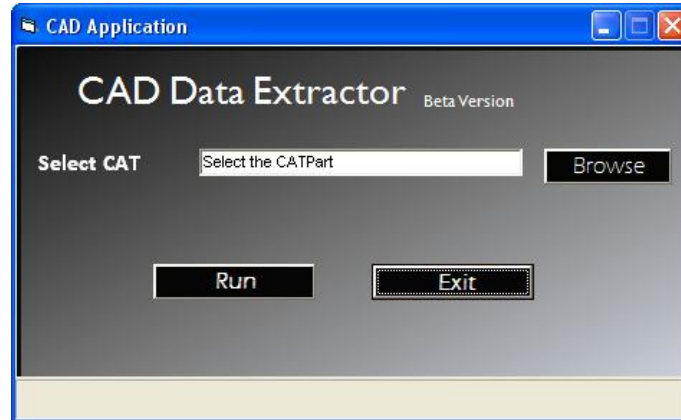 CAD Application
CAD Data Extractor Beta Version
Select CAT Select the CATPart Browse
Run Exit